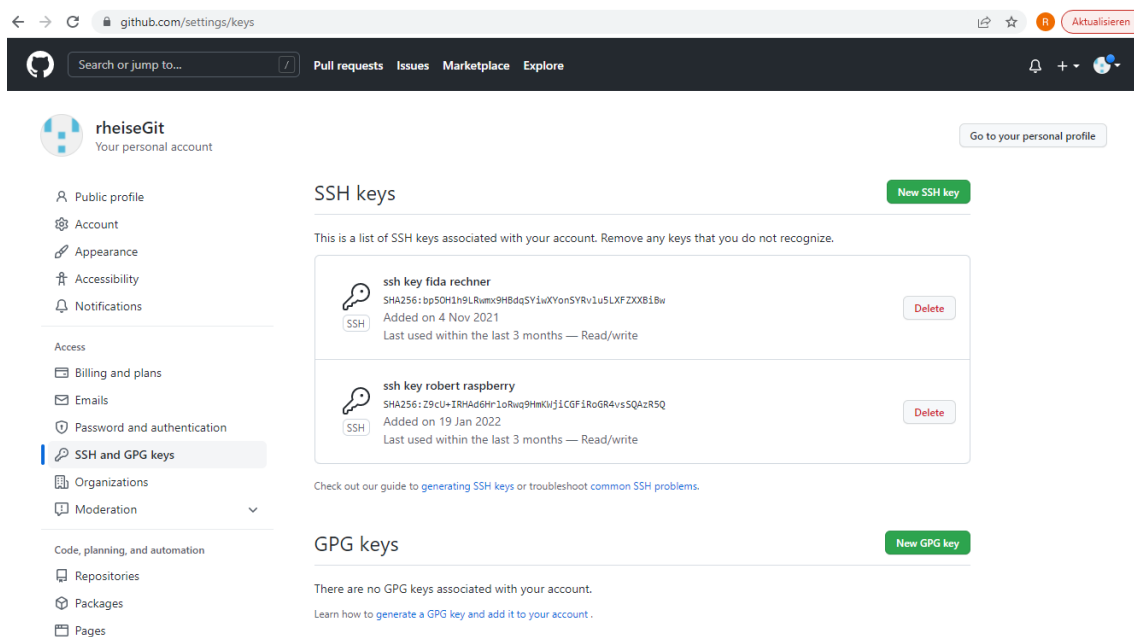 github.com/settings/keys
R
Aktualisieren
Search or jump to...
/
Pull requests Issues Marketplace Explore
rheiseGit
Your personal account
Go to your personal profile
Public profile
Account
Appearance
Accessibility
Notifications
Access
Billing and plans
Emails
Password and authentication
SSH and GPG keys
Organizations
Moderation
Code, planning, and automation
Repositories
Packages
Pages
SSH keys
New SSH key
This is a list of SSH keys associated with your account. Remove any keys that you do not recognize.
ssh key fida rechner
SHA256:bp5OH1h9LRwmx9HBdqSYiwXYonSYRvlu5LXFZXXBiBw
SSH
Added on 4 Nov 2021
Last used within the last 3 months — Read/write
Delete
ssh key robert raspberry
SHA256:Z9cU+IRHAd6HrloRwq9HmKWjiCGFiRoGR4vsSQAzR5Q
SSH
Added on 19 Jan 2022
Last used within the last 3 months — Read/write
Delete
Check out our guide to generating SSH keys or troubleshoot common SSH problems.
GPG keys
New GPG key
There are no GPG keys associated with your account.
Learn how to generate a GPG key and add it to your account .